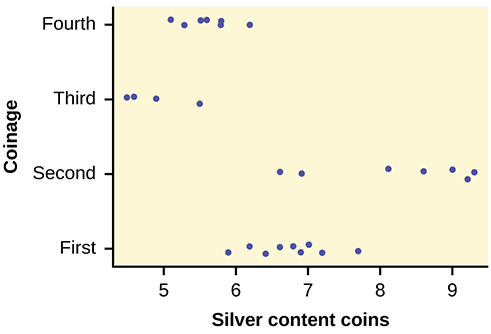 Fourth
Third
Second
First
Coinage
5 6 7 8 9
Silver content coins